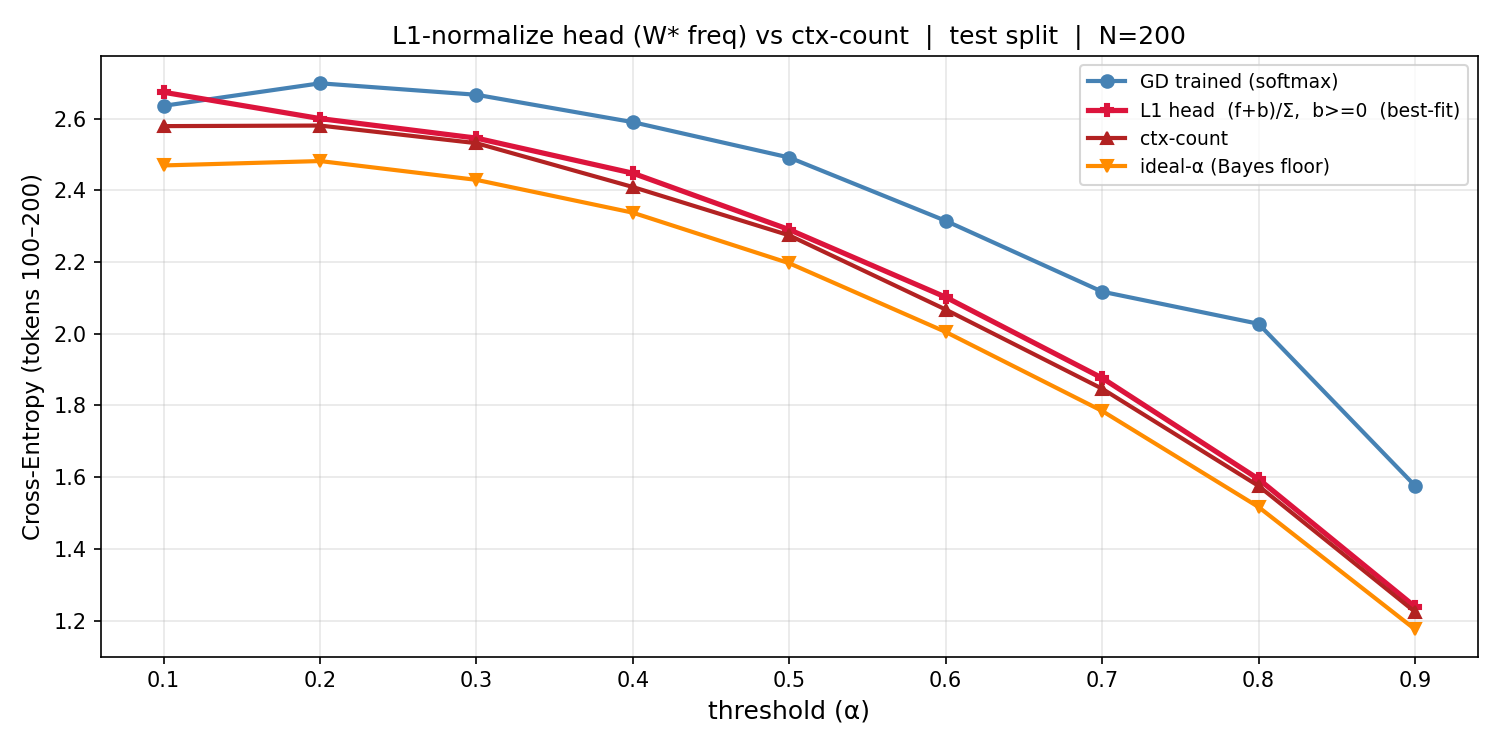 L1-normalize head (W* freq) vs ctx-count | test split | N=200
GD trained (softmax)
L1 head (f+b)/Σ, b>=0 (best-fit)
ctx-count
ideal-α (Bayes floor)
Cross-Entropy (tokens 100–200)
2.6
2.4
2.2
2.0
1.8
1.6
1.4
1.2
0.1 0.2 0.3 0.4 0.5 0.6 0.7 0.8 0.9
threshold (α)